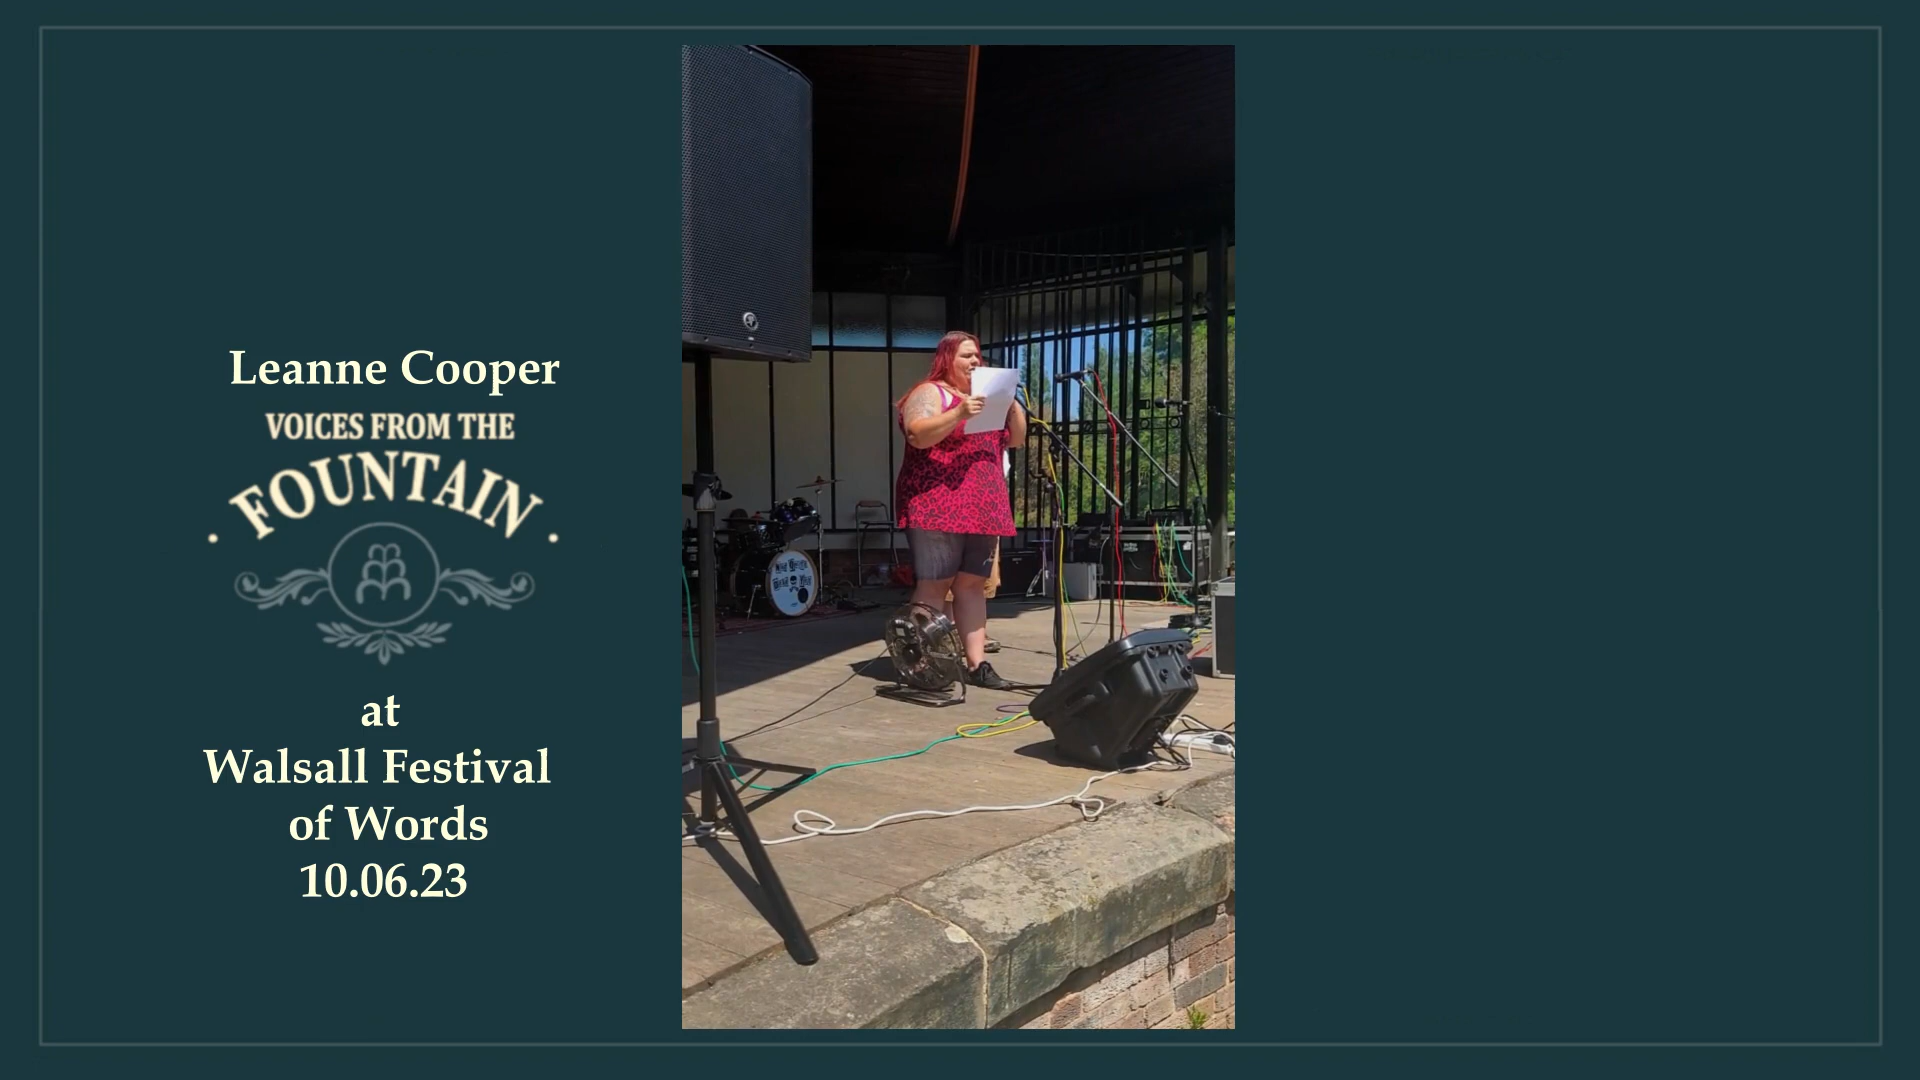 Leanne Cooper
VOICES FROM THE
FOUNTAIN
at
Walsall Festival
of Words
10.06.23